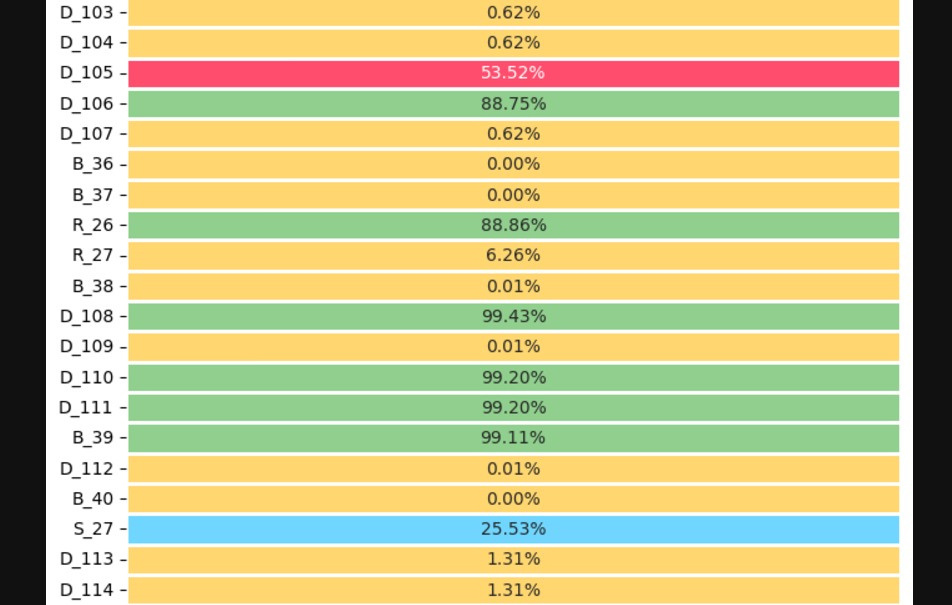 D_103 0.62%
D_104 0.62%
D_105 53.52%
D_106 88.75%
D_107 0.62%
B_36 0.00%
B_37 0.00%
R_26 88.86%
R_27 6.26%
B_38 0.01%
D_108 99.43%
D_109 0.01%
D_110 99.20%
D_111 99.20%
B_39 99.11%
D_112 0.01%
B_40 0.00%
S_27 25.53%
D_113 1.31%
D_114 1.31%